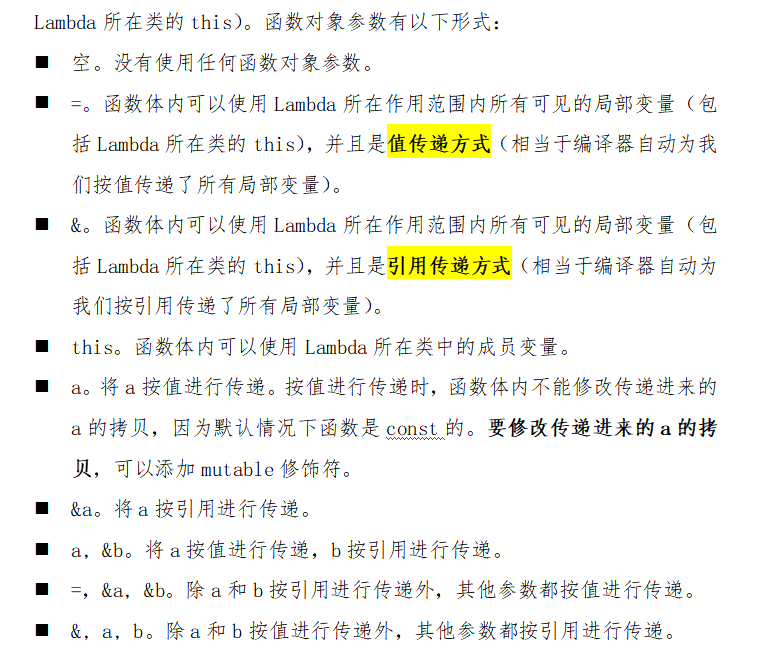 Lambda 所在类的 this)。函数对象参数有以下形式：
■ 空。没有使用任何函数对象参数。
■ =。函数体内可以使用 Lambda 所在作用范围内所有可见的局部变量（包
括 Lambda 所在类的 this），并且是值传递方式（相当于编译器自动为我
们按值传递了所有局部变量）。
■ &。函数体内可以使用 Lambda 所在作用范围内所有可见的局部变量（包
括 Lambda 所在类的 this），并且是引用传递方式（相当于编译器自动为
我们按引用传递了所有局部变量）。
■ this。函数体内可以使用 Lambda 所在类中的成员变量。
■ a。将 a 按值进行传递。按值进行传递时，函数体内不能修改传递进来的
a 的拷贝，因为默认情况下函数是 const 的。要修改传递进来的 a 的拷
贝，可以添加 mutable 修饰符。
■ &a。将 a 按引用进行传递。
■ a，&b。将 a 按值进行传递，b 按引用进行传递。
■ =，&a，&b。除 a 和 b 按引用进行传递外，其他参数都按值进行传递。
■ &，a，b。除 a 和 b 按值进行传递外，其他参数都按引用进行传递。